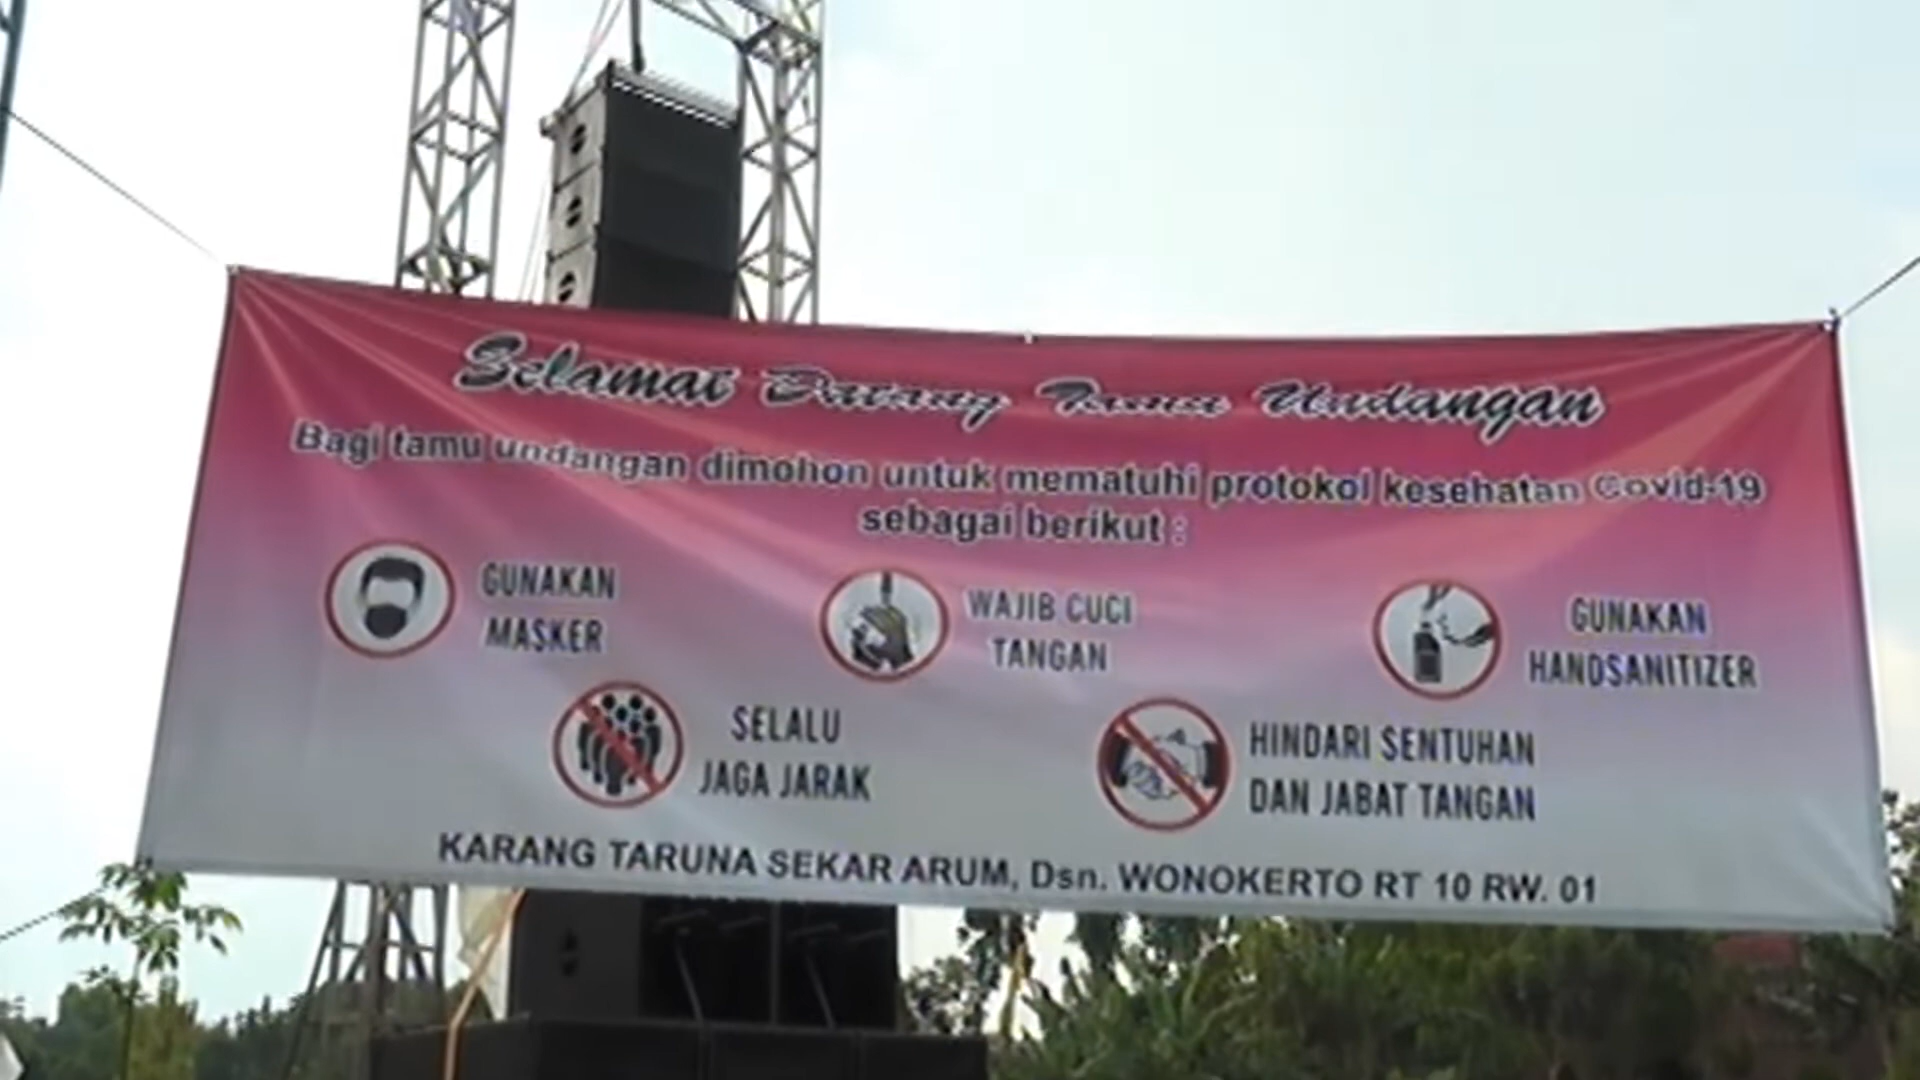 Selamat Datang Tamu Undangan
Bagi tamu undangan dimohon untuk mematuhi protokol kesehatan Covid-19
sebagai berikut :
GUNAKAN
MASKER
WAJIB CUCI
TANGAN
GUNAKAN
HANDSANITIZER
SELALU
JAGA JARAK
HINDARI SENTUHAN
DAN JABAT TANGAN
KARANG TARUNA SEKAR ARUM, Dsn. WONOKERTO RT 10 RW. 01